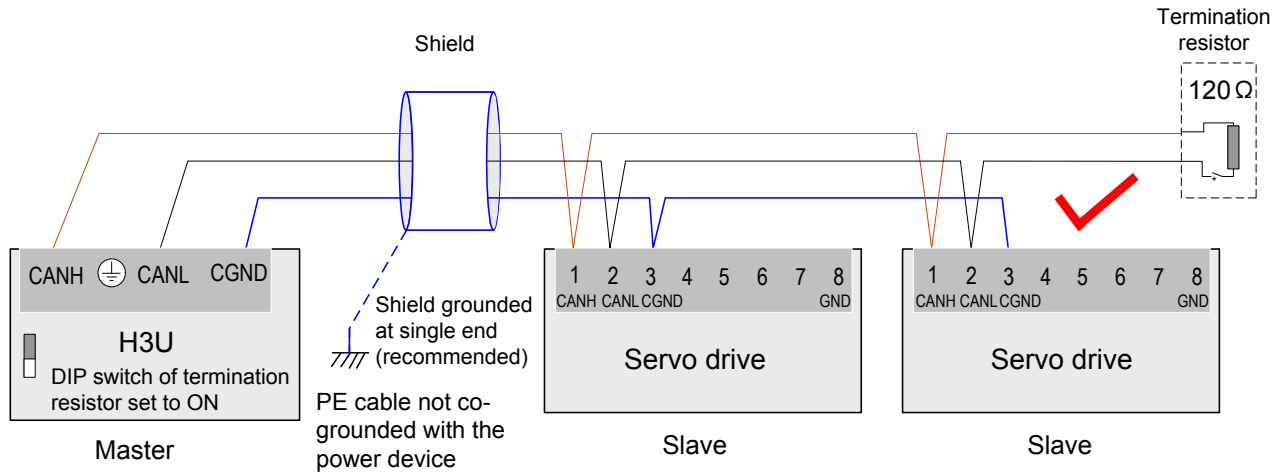 Termination
resistor
Shield
120 Ω
CANH CANL CGND
H3U
DIP switch of termination
resistor set to ON
Master
Shield grounded
at single end
(recommended)
PE cable not co-
grounded with the
power device
1 2 3 4 5 6 7 8
CANH CANL CGND GND
Servo drive
Slave
1 2 3 4 5 6 7 8
CANH CANL CGND GND
Servo drive
Slave